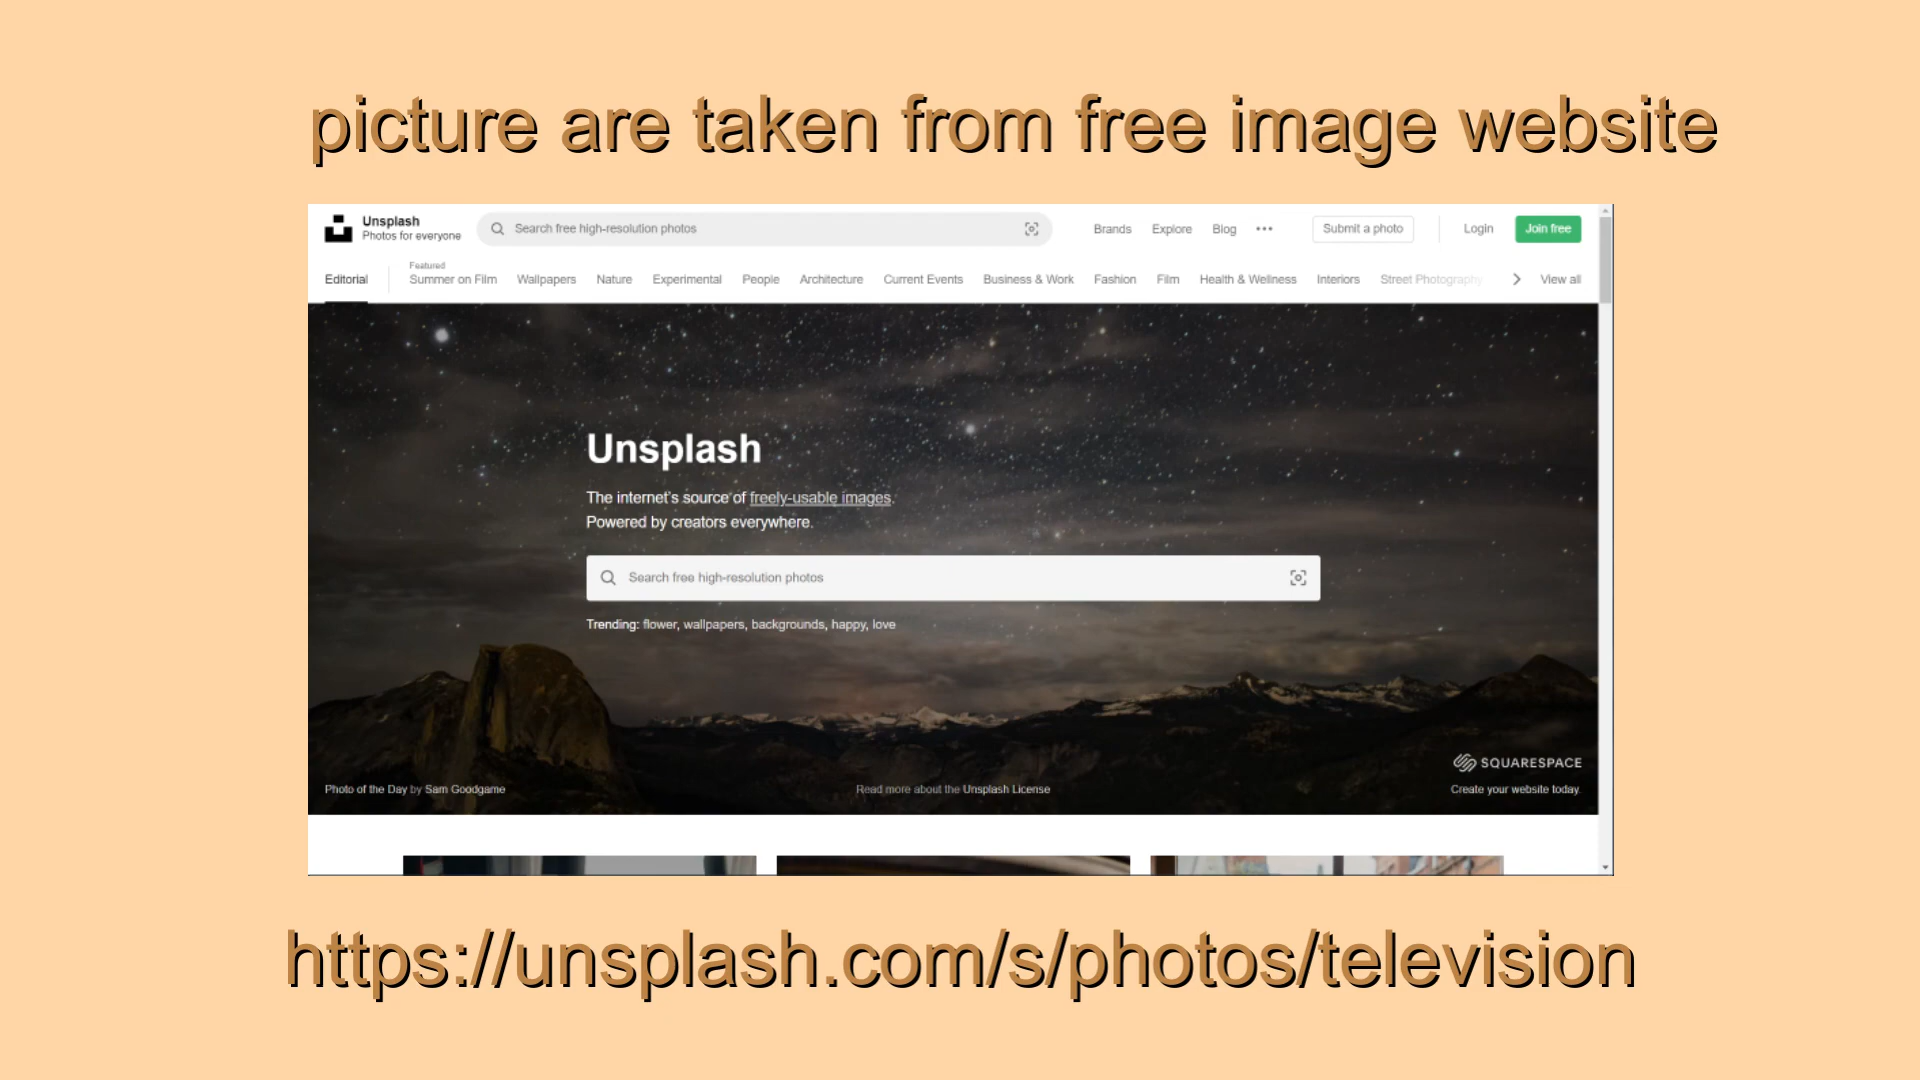 picture are taken from free image website
Unsplash
Photos for everyone
Search free high-resolution photos
Brands Explore Blog ••• Submit a photo Login Join free
Editorial
Featured
Summer on Film Wallpapers Nature Experimental People Architecture Current Events Business & Work Fashion Film Health & Wellness Interiors Street Photography View all
Unsplash
The internet's source of freely-usable images.
Powered by creators everywhere.
Search free high-resolution photos
Trending: flower, wallpapers, backgrounds, happy, love
SQUARESPACE
Photo of the Day by Sam Goodgame Read more about the Unsplash License Create your website today.
https://unsplash.com/s/photos/television